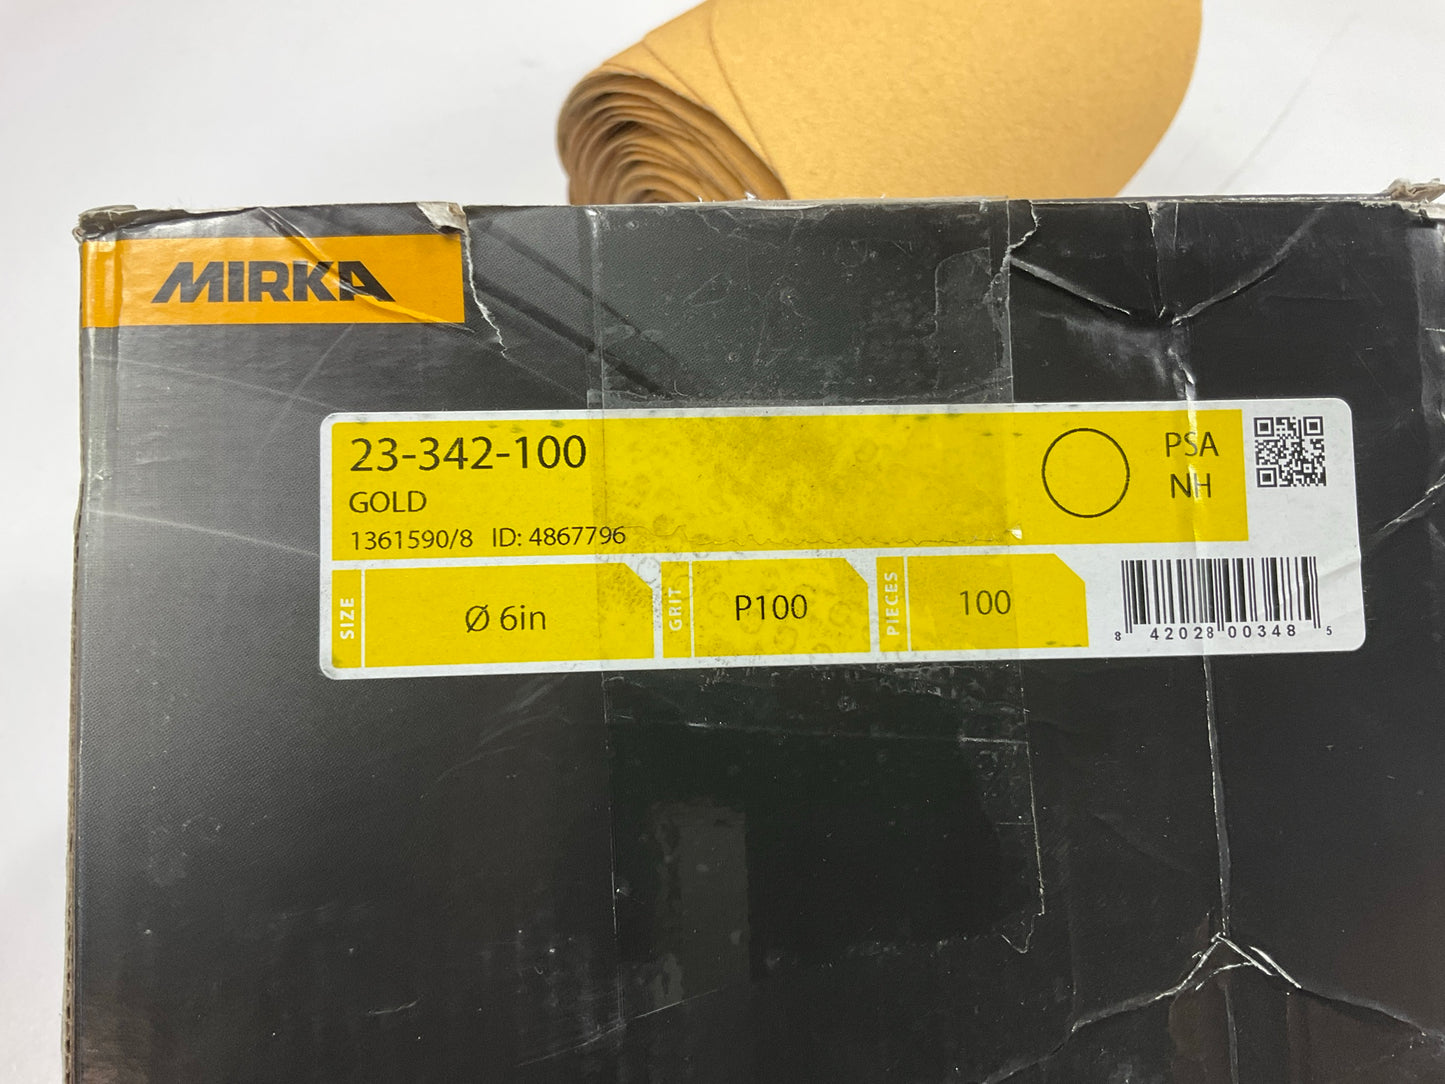 MIRKA
23-342-100
GOLD
1361590/8 ID: 4867796
PSA
NH
SIZE
Ø 6in
GRIT
P100
PIECES
100
8 42028 00348 5